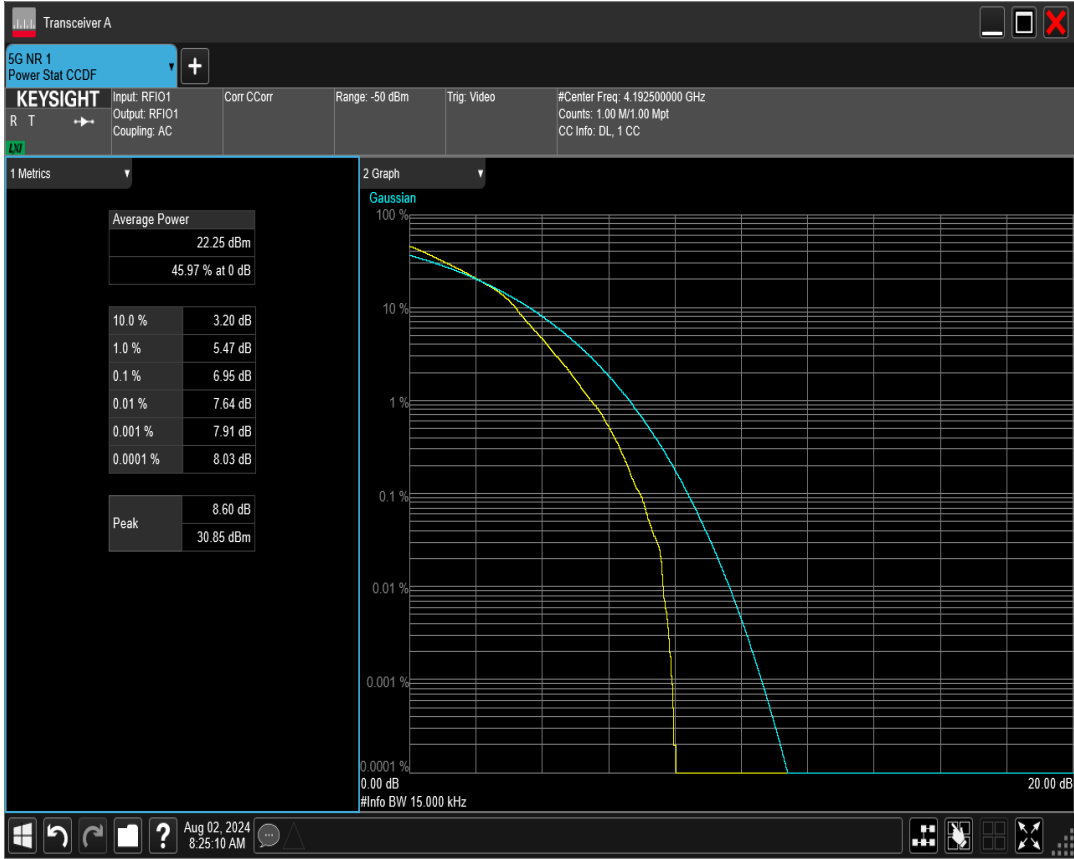 Transceiver A
5G NR 1
Power Stat CCDF
+
KEYSIGHT
R T
LXI
Input: RFIO1
Output: RFIO1
Coupling: AC
Corr CCorr
Range: -50 dBm
Trig: Video
#Center Freq: 4.192500000 GHz
Counts: 1.00 M/1.00 Mpt
CC Info: DL, 1 CC
1 Metrics
Average Power
22.25 dBm
45.97 % at 0 dB
10.0 % 3.20 dB
1.0 % 5.47 dB
0.1 % 6.95 dB
0.01 % 7.64 dB
0.001 % 7.91 dB
0.0001 % 8.03 dB
Peak
8.60 dB
30.85 dBm
2 Graph
Gaussian
100 %
10 %
1 %
0.1 %
0.01 %
0.001 %
0.0001 %
0.00 dB 20.00 dB
#Info BW 15.000 kHz
?
Aug 02, 2024
8:25:10 AM